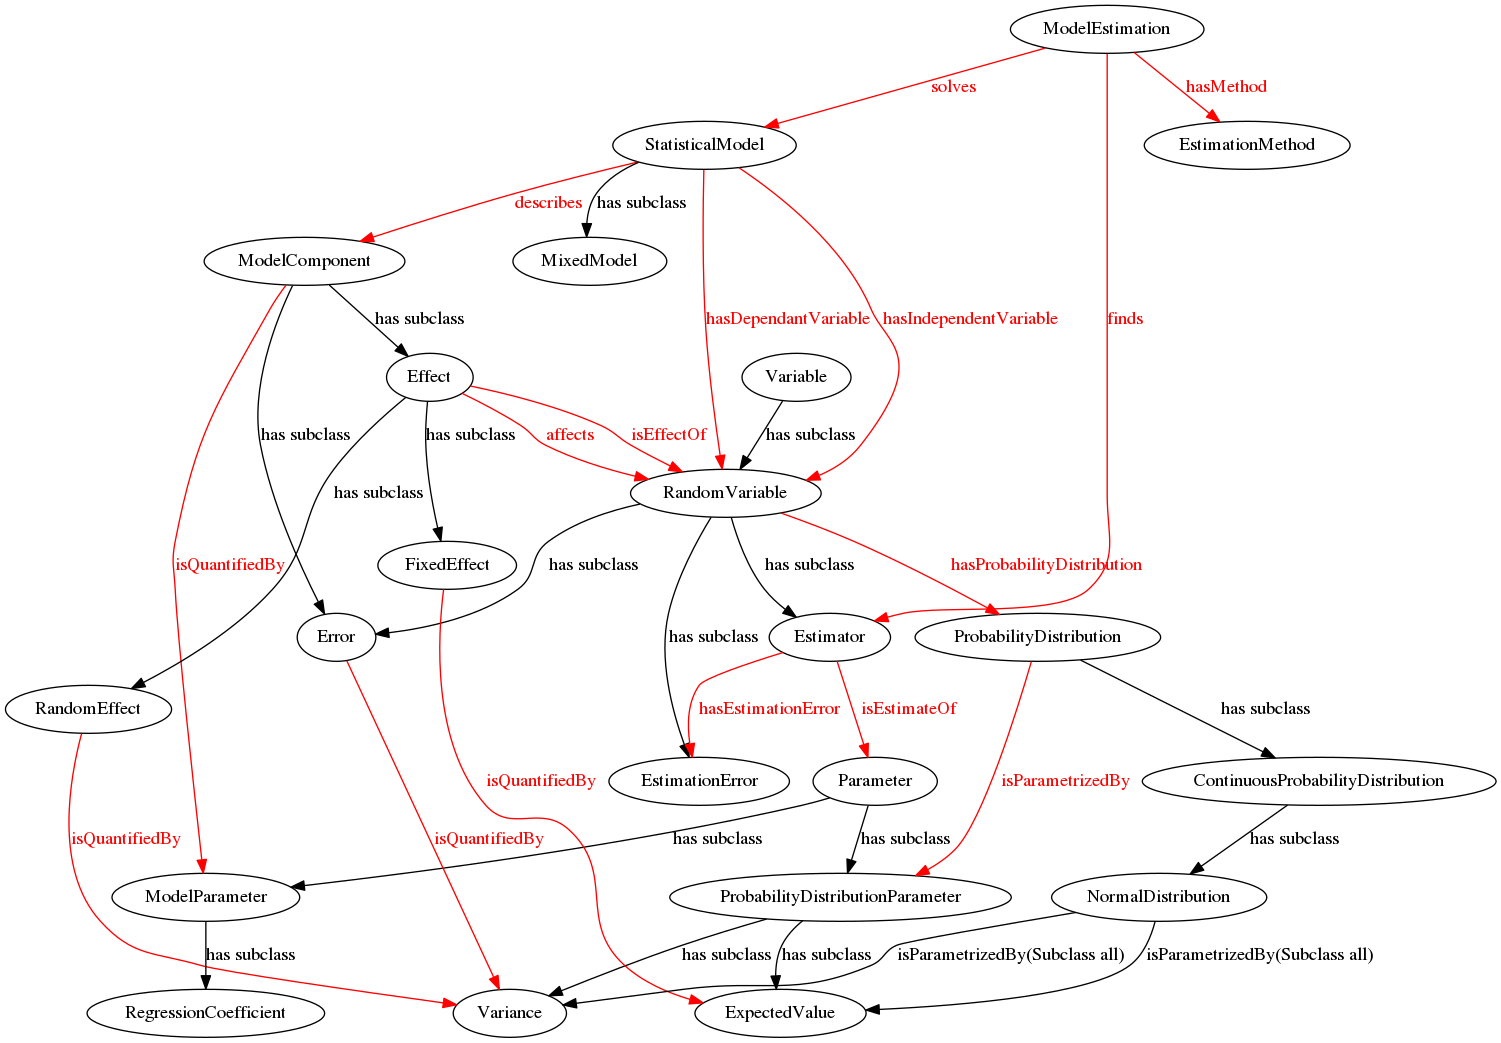 ModelEstimation
solves
hasMethod
StatisticalModel
EstimationMethod
describes
has subclass
ModelComponent
MixedModel
has subclass
hasDependantVariable
hasIndependentVariable
finds
Effect
Variable
has subclass
has subclass
affects
isEffectOf
has subclass
has subclass
RandomVariable
isQuantifiedBy
FixedEffect
has subclass
has subclass
hasProbabilityDistribution
Error
has subclass
Estimator
ProbabilityDistribution
RandomEffect
hasEstimationError
isEstimateOf
has subclass
isQuantifiedBy
EstimationError
Parameter
isParametrizedBy
ContinuousProbabilityDistribution
isQuantifiedBy
isQuantifiedBy
has subclass
has subclass
has subclass
ModelParameter
ProbabilityDistributionParameter
NormalDistribution
has subclass
has subclass
has subclass
isParametrizedBy(Subclass all)
isParametrizedBy(Subclass all)
RegressionCoefficient
Variance
ExpectedValue